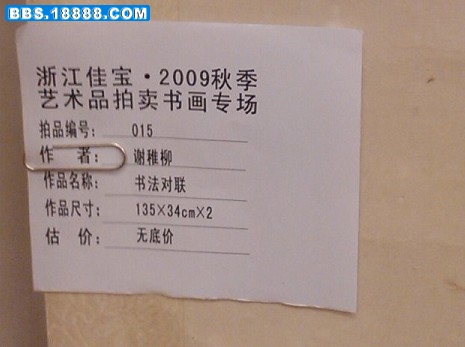 BBS.18888.COM
浙江佳宝·2009秋季
艺术品拍卖书画专场
拍品编号: 015
作 者: 谢稚柳
作品名称: 书法对联
作品尺寸: 135×34cm×2
估 价: 无底价